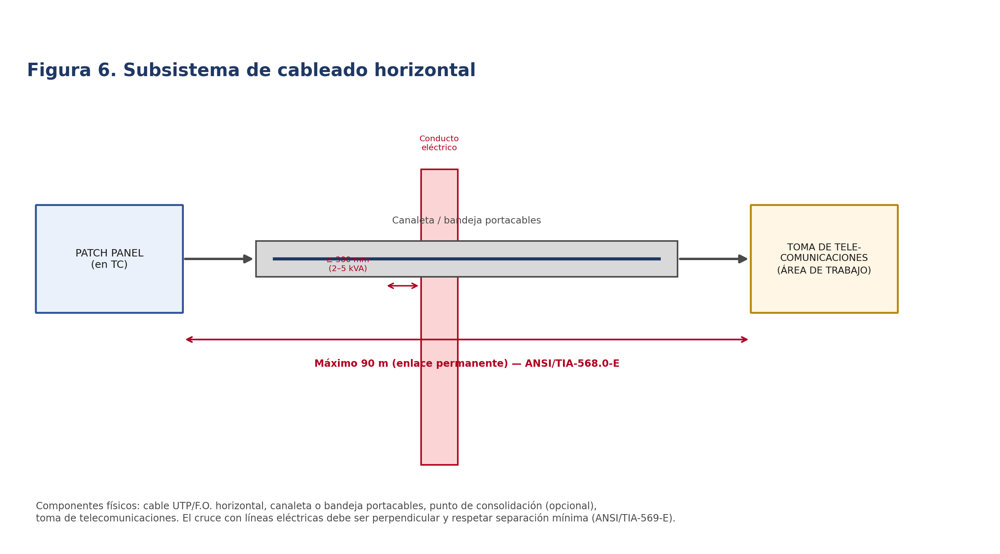 Figura 6. Subsistema de cableado horizontal
Conducto
eléctrico
Canaleta / bandeja portacables
PATCH PANEL
(en TC)
≥ 300 mm
(2–5 kVA)
TOMA DE TELE-
COMUNICACIONES
(ÁREA DE TRABAJO)
Máximo 90 m (enlace permanente) — ANSI/TIA-568.0-E
Componentes físicos: cable UTP/F.O. horizontal, canaleta o bandeja portacables, punto de consolidación (opcional),
toma de telecomunicaciones. El cruce con líneas eléctricas debe ser perpendicular y respetar separación mínima (ANSI/TIA-569-E).